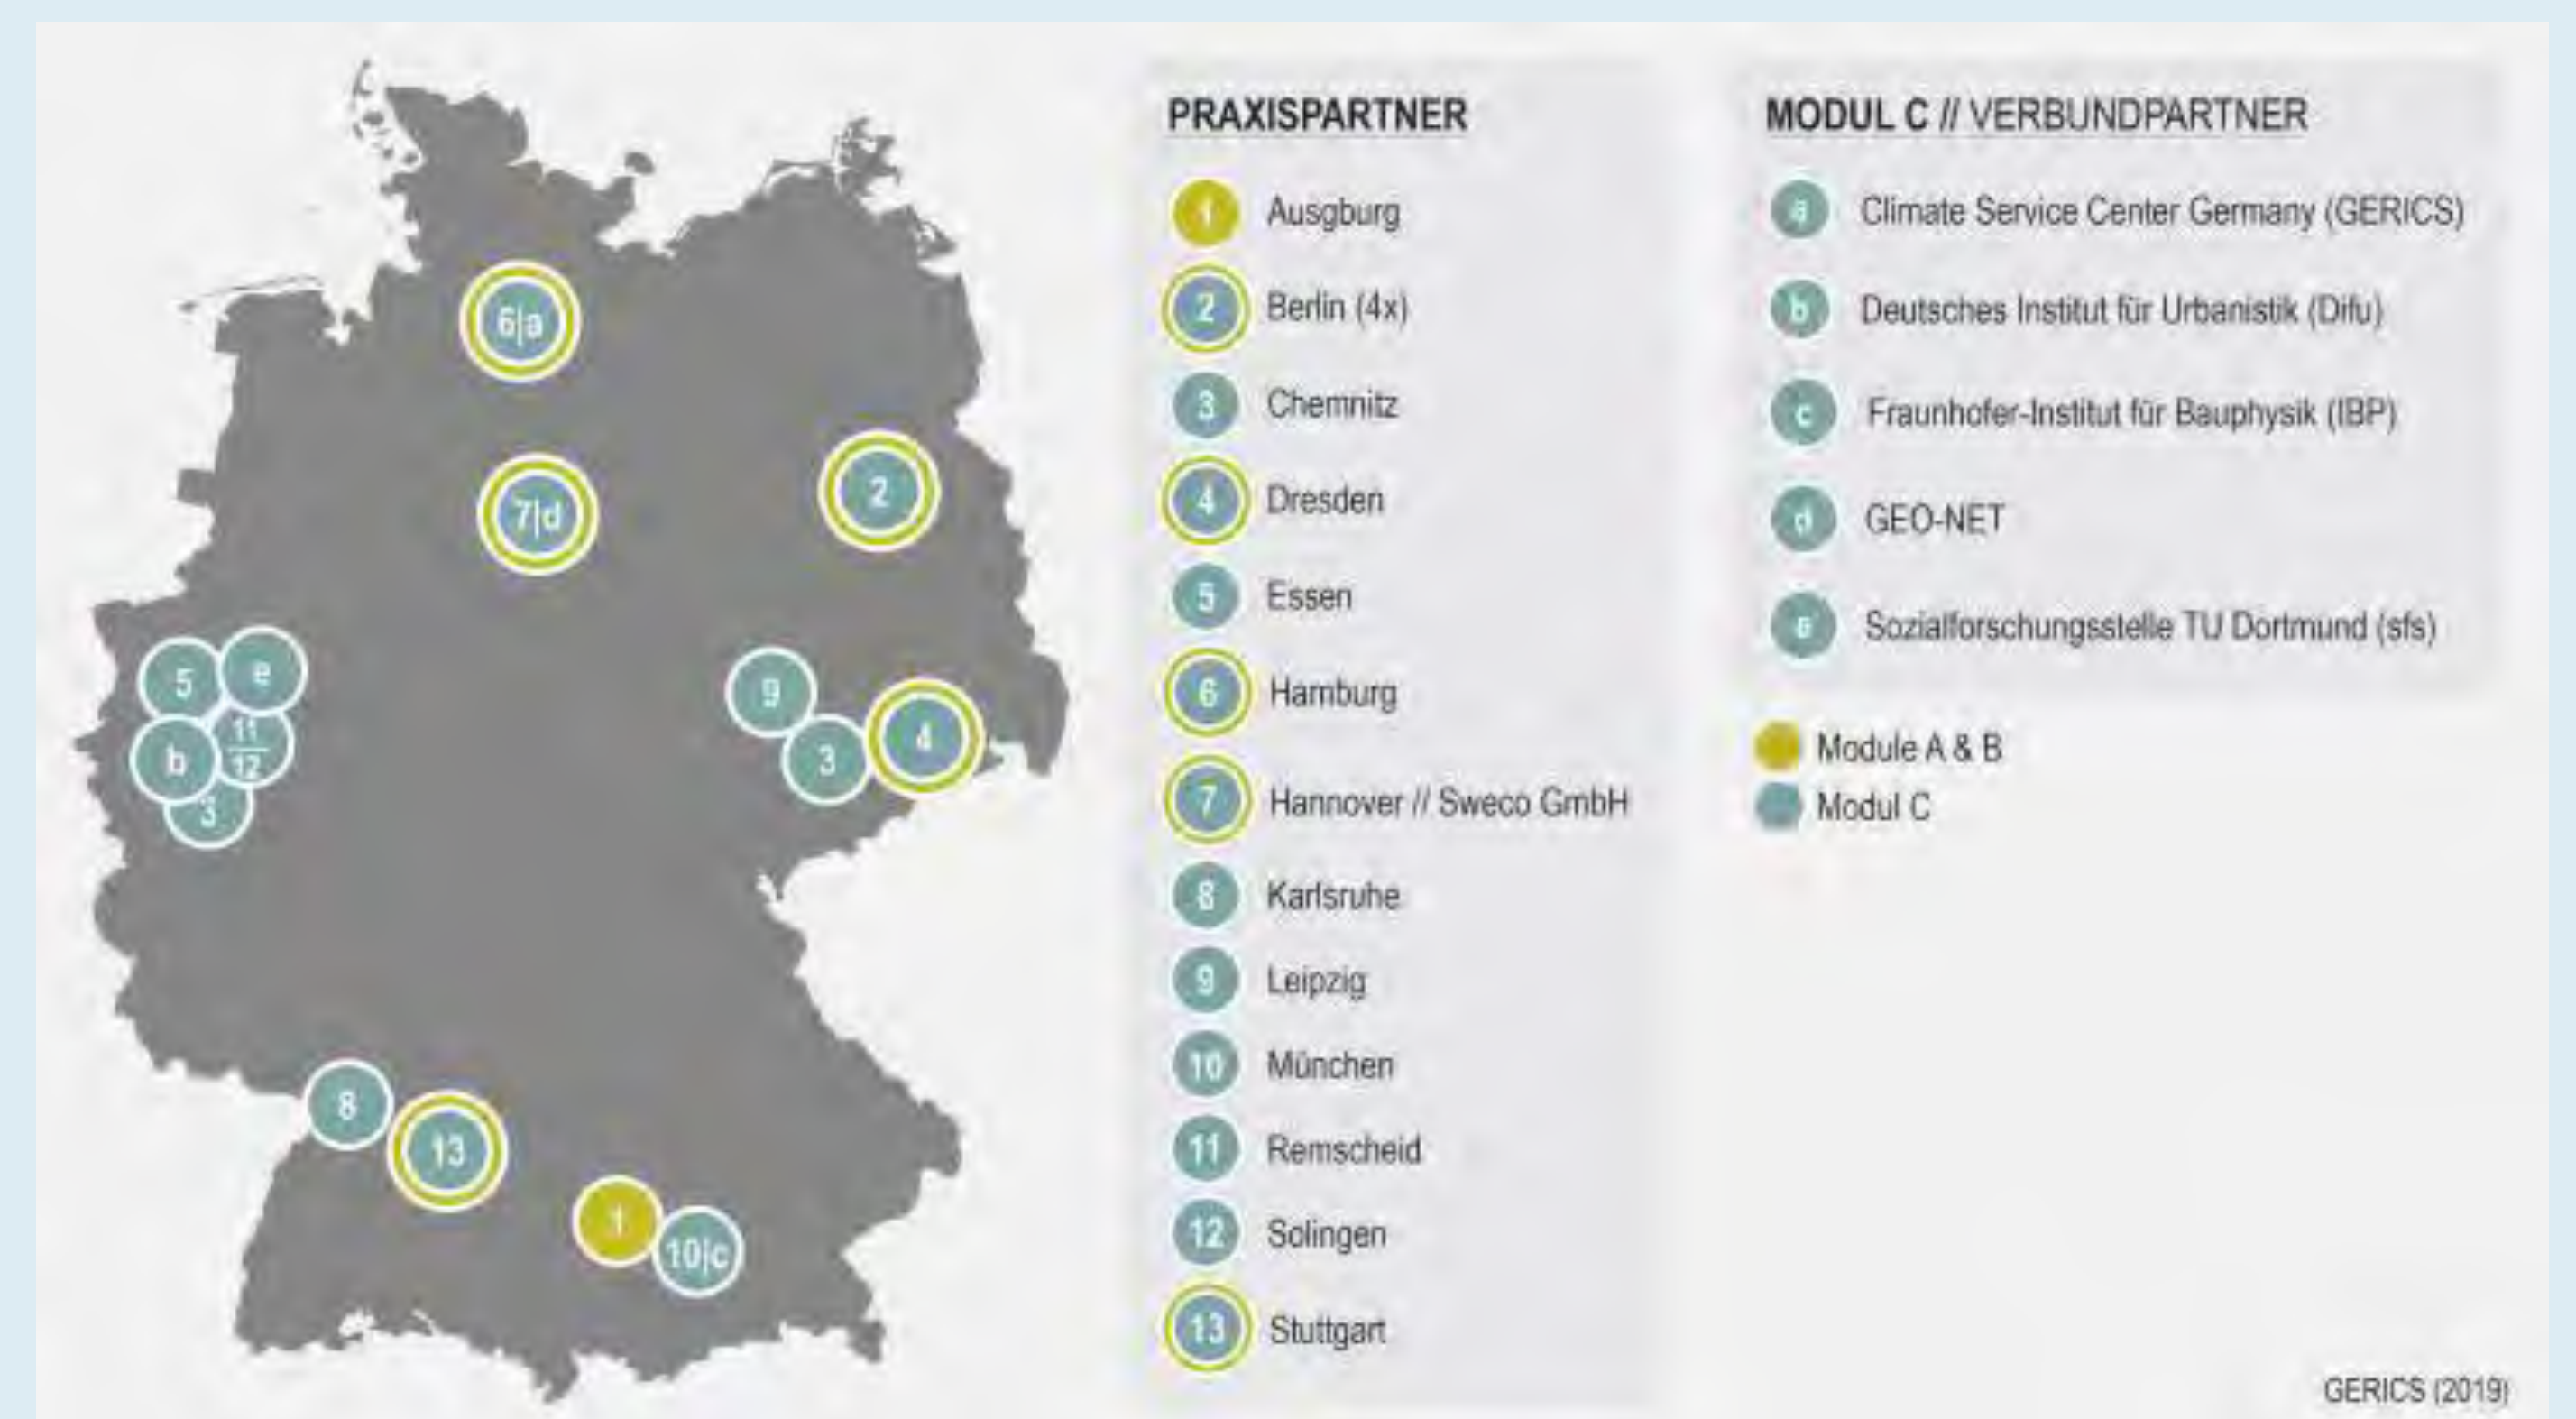 6|a
7|d
2
5
e
11
12
b
3
9
3
4
8
13
1
10|c
PRAXISPARTNER
1 Ausgburg
2 Berlin (4x)
3 Chemnitz
4 Dresden
5 Essen
6 Hamburg
7 Hannover // Sweco GmbH
8 Karlsruhe
9 Leipzig
10 München
11 Remscheid
12 Solingen
13 Stuttgart
MODUL C // VERBUNDPARTNER
a Climate Service Center Germany (GERICS)
b Deutsches Institut für Urbanistik (Difu)
c Fraunhofer-Institut für Bauphysik (IBP)
d GEO-NET
e Sozialforschungsstelle TU Dortmund (sfs)
Module A & B
Modul C
GERICS (2019)